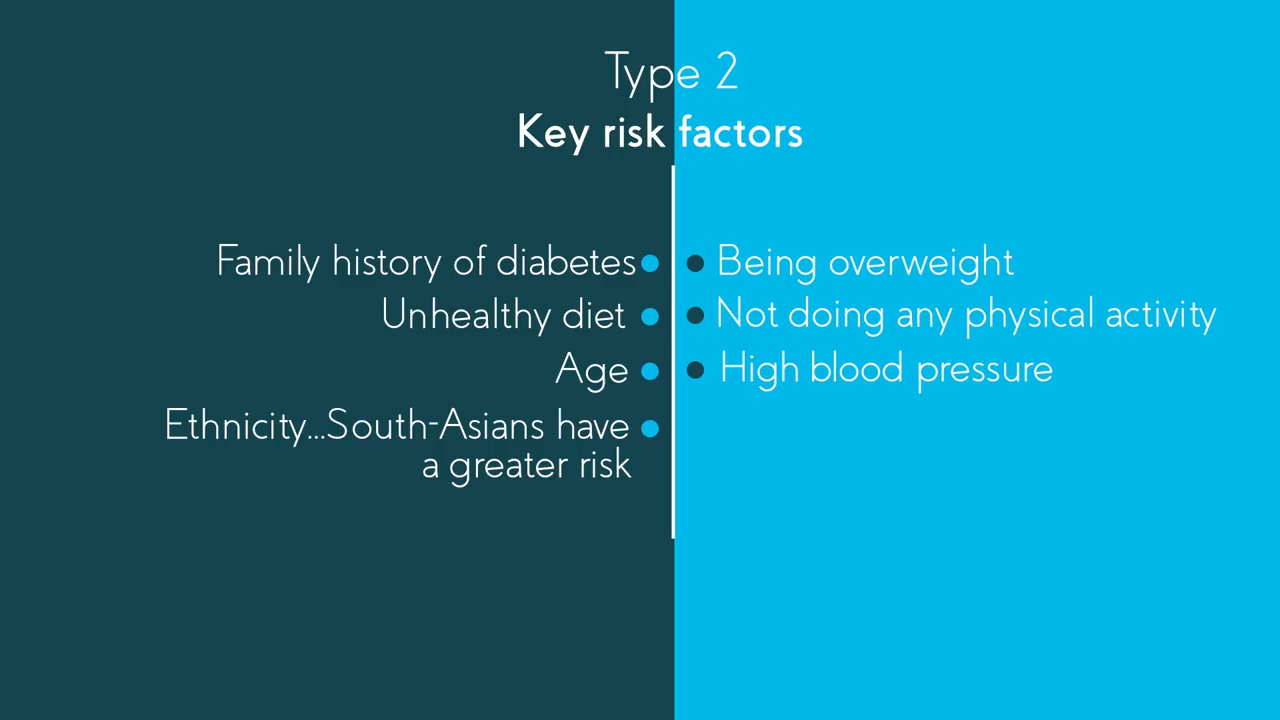 Type 2
Key risk factors
Family history of diabetes
Unhealthy diet
Age
Ethnicity...South-Asians have
a greater risk
Being overweight
Not doing any physical activity
High blood pressure